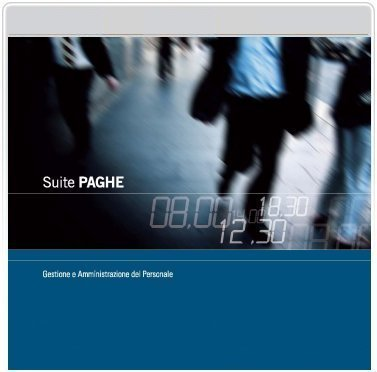 Suite PAGHE
08.00
18.30
12.30
Gestione e Amministrazione del Personale